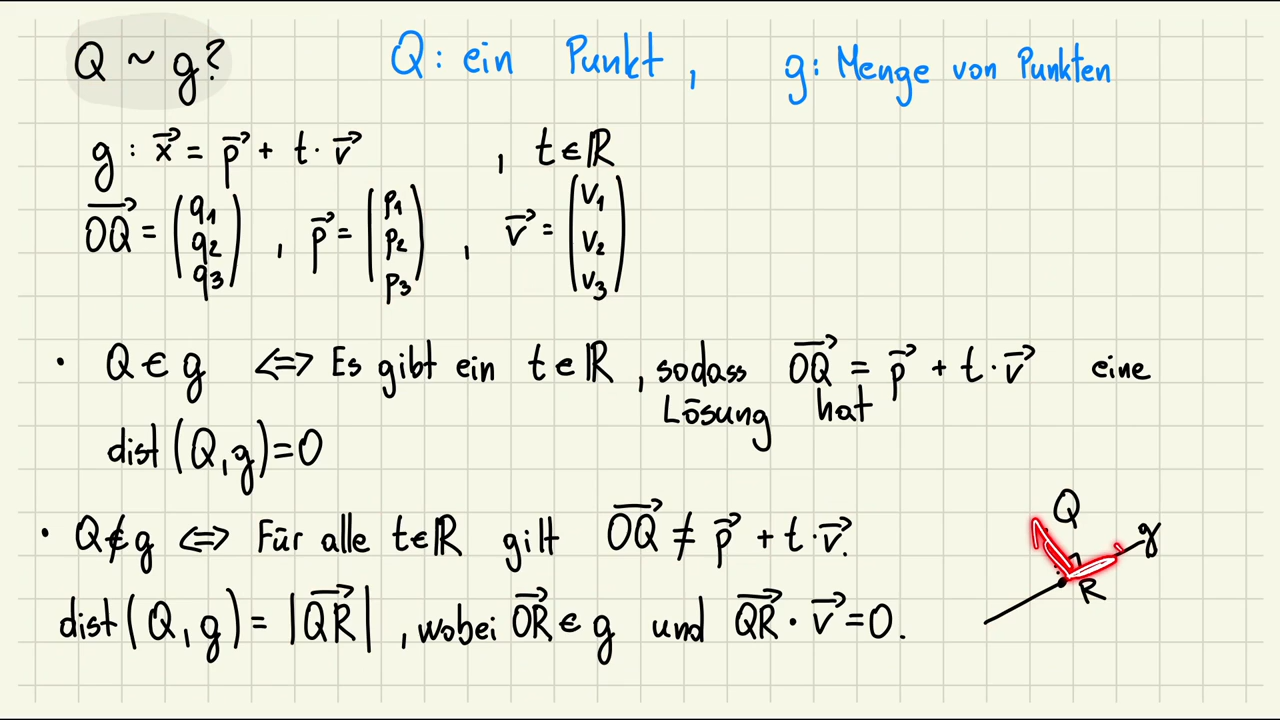 Q ~ g? Q: ein Punkt, g: Menge von Punkten
g: x⃗ = p⃗ + t · v⃗ , t ∈ ℝ
OQ⃗ = (q1 q2 q3) , p⃗ = (p1 p2 p3) , v⃗ = (v1 v2 v3)
· Q ∈ g ⟺ Es gibt ein t ∈ ℝ, sodass OQ⃗ = p⃗ + t · v⃗ eine
Lösung hat
dist(Q, g) = 0
· Q ∉ g ⟺ Für alle t ∈ ℝ gilt OQ⃗ ≠ p⃗ + t · v⃗.
dist(Q, g) = |QR⃗|, wobei OR⃗ ∈ g und QR⃗ · v⃗ = 0.
Q
g
R